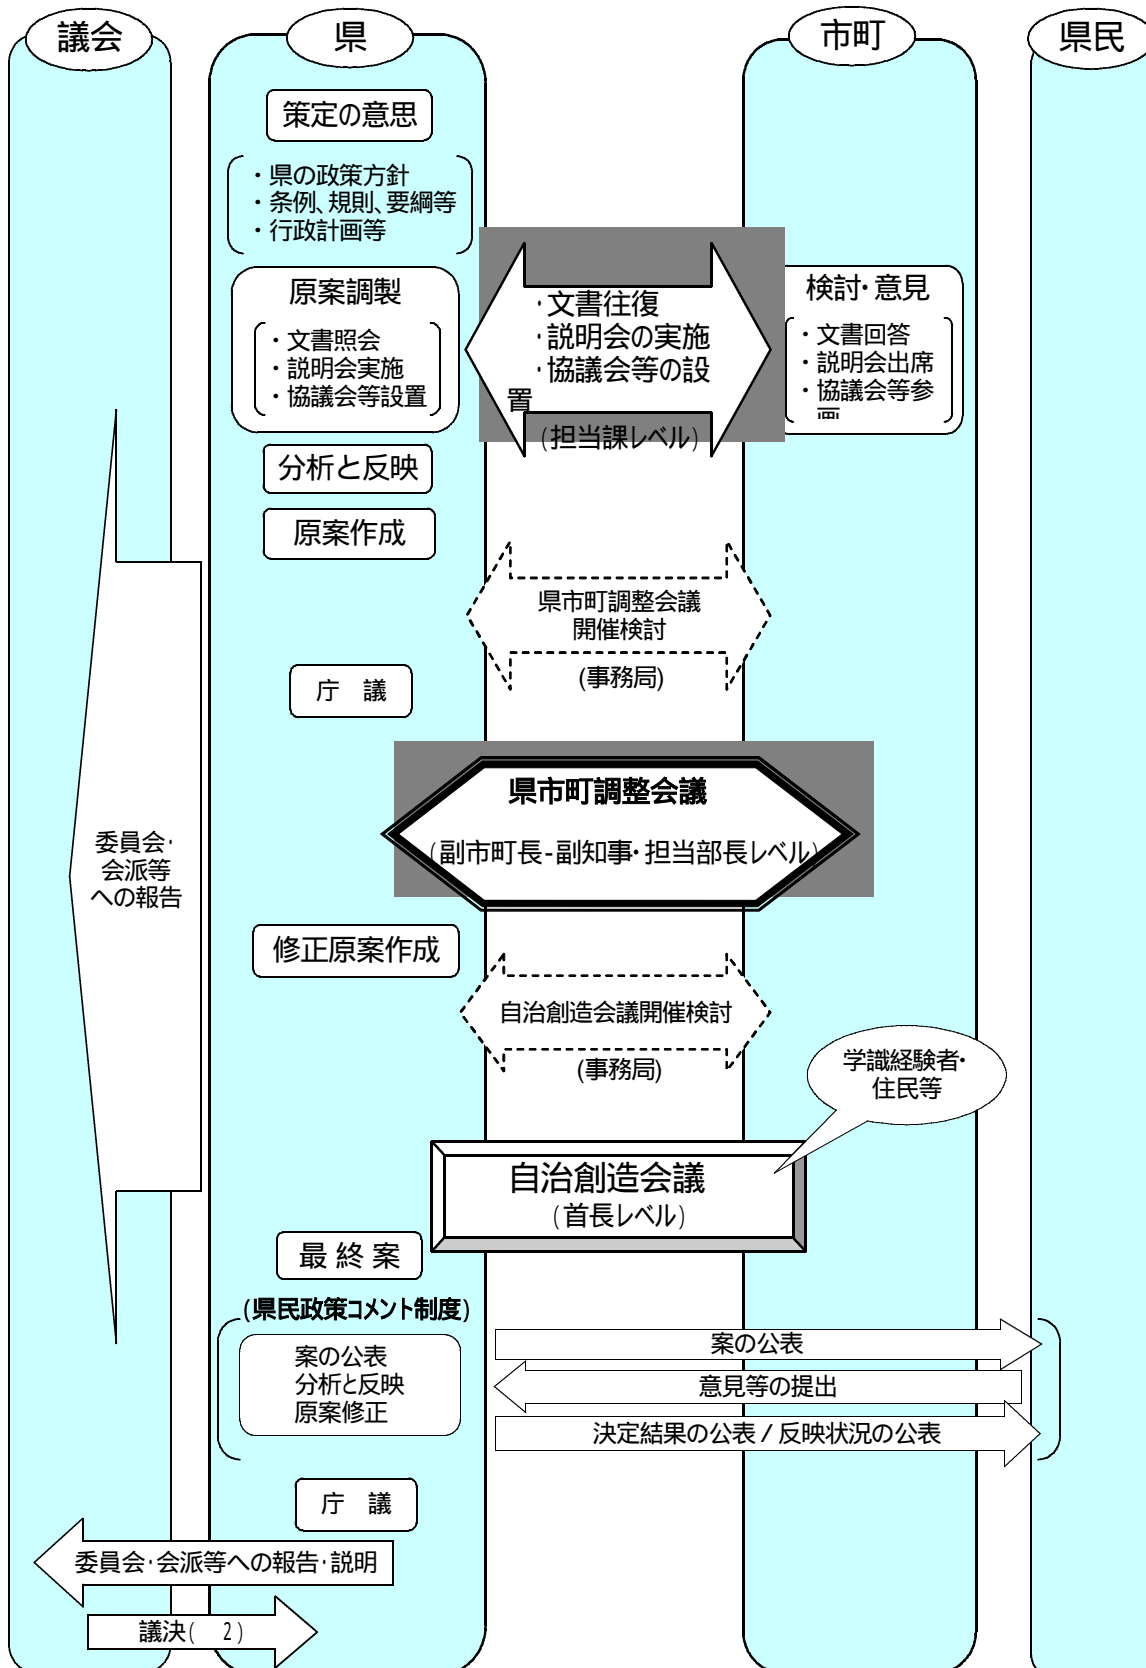 議会
県
市町
県民
策定の意思
・県の政策方針
・条例、規則、要綱等
・行政計画等
原案調製
・文書照会
・説明会実施
・協議会等設置
・文書往復
・説明会の実施
・協議会等の設
置
(担当課レベル)
検討・意見
・文書回答
・説明会出席
・協議会等参
画
分析と反映
原案作成
県市町調整会議
開催検討
(事務局)
庁　議
県市町調整会議
(副市町長-副知事・担当部長レベル)
委員会・
会派等
への報告
修正原案作成
自治創造会議開催検討
(事務局)
学識経験者・
住民等
自治創造会議
(首長レベル)
最 終 案
(県民政策コメント制度)
案の公表
分析と反映
原案修正
案の公表
意見等の提出
決定結果の公表 / 反映状況の公表
庁　議
委員会・会派等への報告・説明
議決(　2)